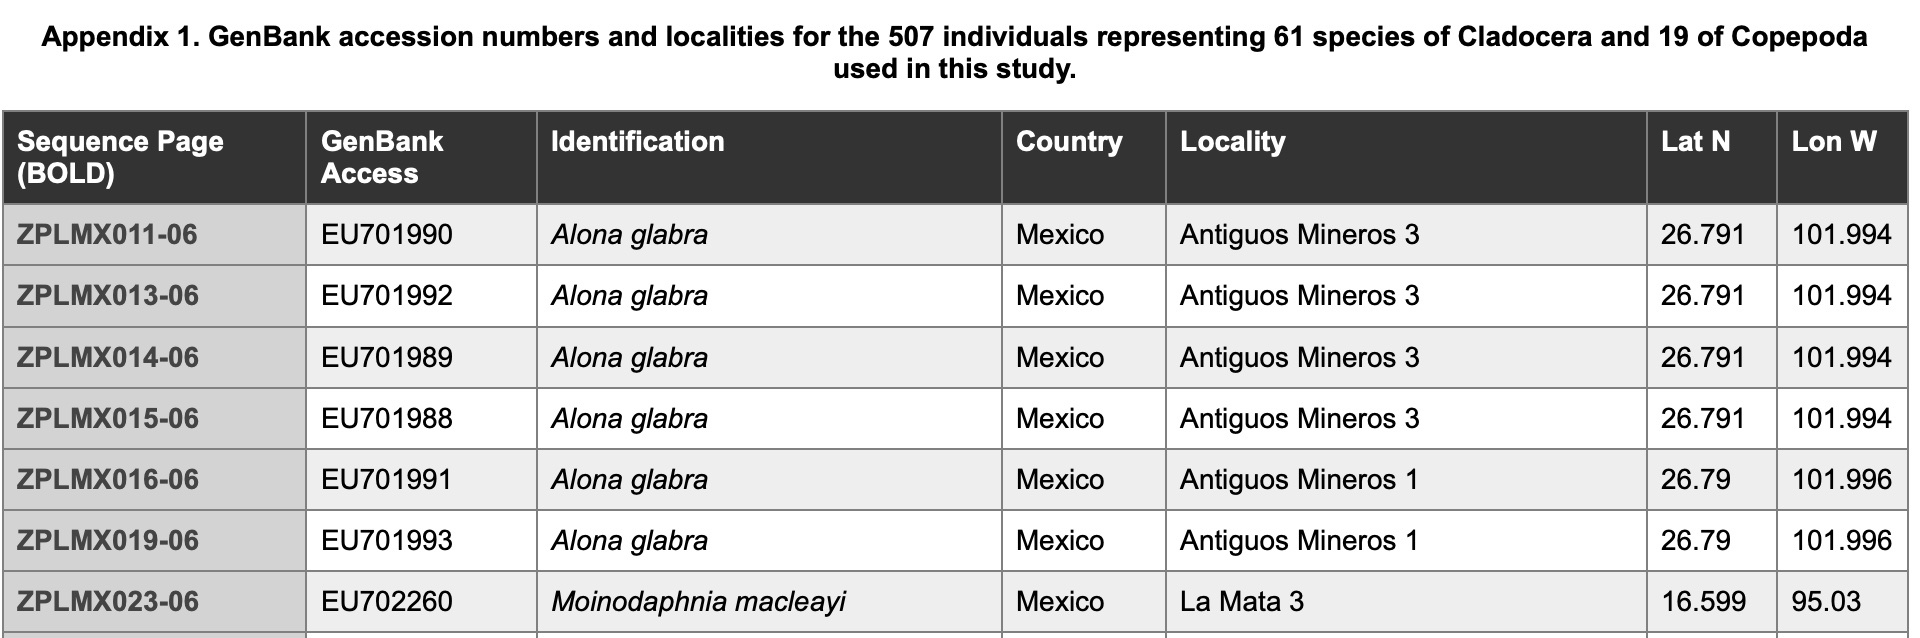 Appendix 1. GenBank accession numbers and localities for the 507 individuals representing 61 species of Cladocera and 19 of Copepoda
used in this study.
Sequence Page (BOLD) GenBank Access Identification Country Locality Lat N Lon W
ZPLMX011-06 EU701990 Alona glabra Mexico Antiguos Mineros 3 26.791 101.994
ZPLMX013-06 EU701992 Alona glabra Mexico Antiguos Mineros 3 26.791 101.994
ZPLMX014-06 EU701989 Alona glabra Mexico Antiguos Mineros 3 26.791 101.994
ZPLMX015-06 EU701988 Alona glabra Mexico Antiguos Mineros 3 26.791 101.994
ZPLMX016-06 EU701991 Alona glabra Mexico Antiguos Mineros 1 26.79 101.996
ZPLMX019-06 EU701993 Alona glabra Mexico Antiguos Mineros 1 26.79 101.996
ZPLMX023-06 EU702260 Moinodaphnia macleayi Mexico La Mata 3 16.599 95.03